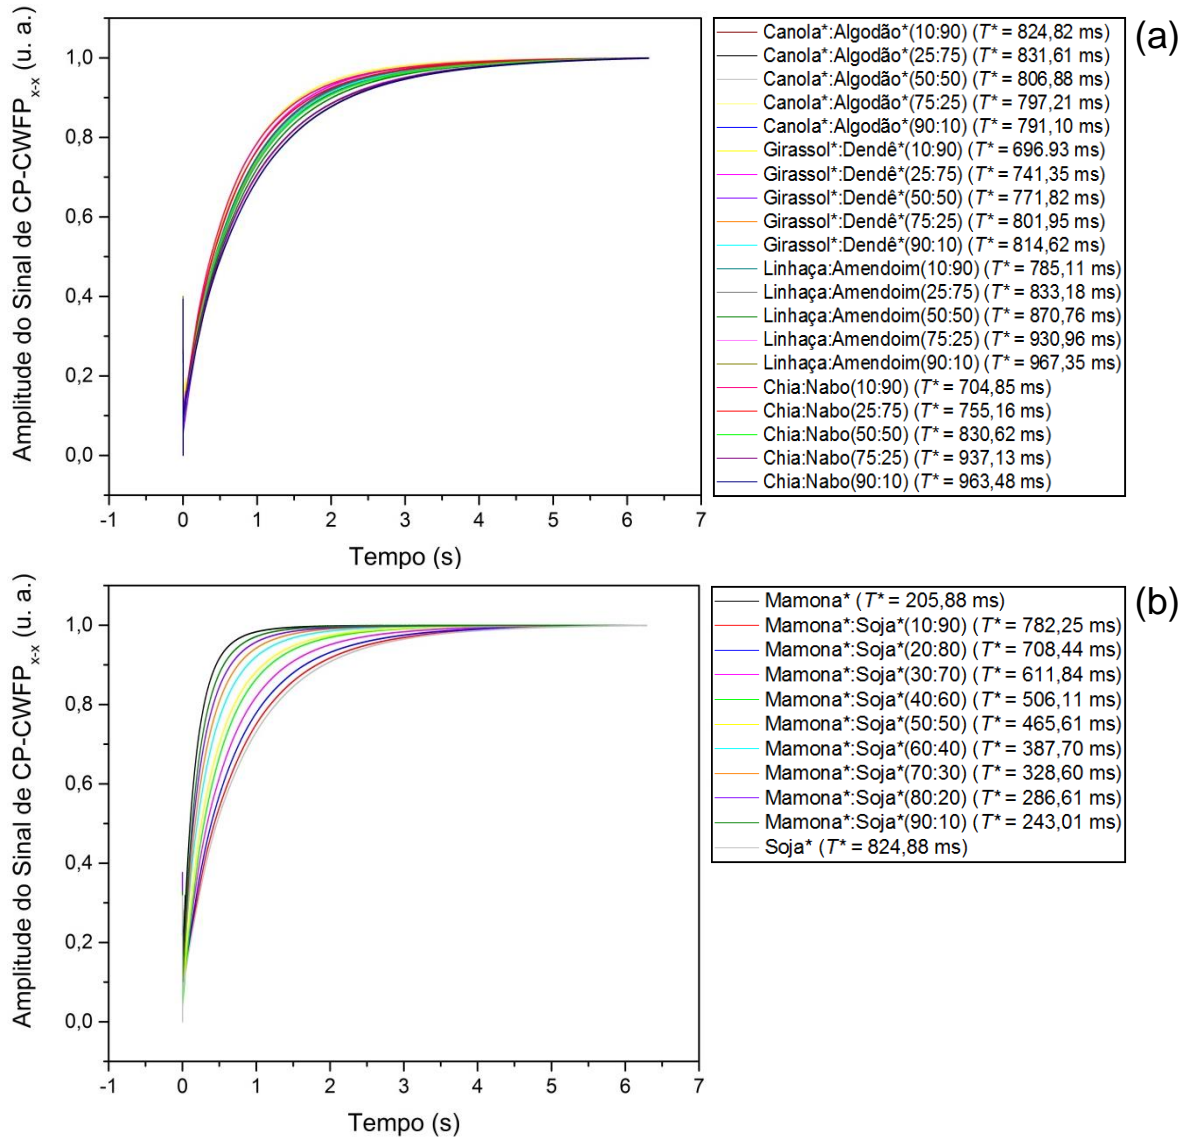 Amplitude do Sinal de CP-CWFPx-x (u. a.)
1,0
0,8
0,6
0,4
0,2
0,0
-1 0 1 2 3 4 5 6 7
Tempo (s)
Canola*:Algodão*(10:90) (T* = 824,82 ms)
Canola*:Algodão*(25:75) (T* = 831,61 ms)
Canola*:Algodão*(50:50) (T* = 806,88 ms)
Canola*:Algodão*(75:25) (T* = 797,21 ms)
Canola*:Algodão*(90:10) (T* = 791,10 ms)
Girassol*:Dendê*(10:90) (T* = 696.93 ms)
Girassol*:Dendê*(25:75) (T* = 741,35 ms)
Girassol*:Dendê*(50:50) (T* = 771,82 ms)
Girassol*:Dendê*(75:25) (T* = 801,95 ms)
Girassol*:Dendê*(90:10) (T* = 814,62 ms)
Linhaça:Amendoim(10:90) (T* = 785,11 ms)
Linhaça:Amendoim(25:75) (T* = 833,18 ms)
Linhaça:Amendoim(50:50) (T* = 870,76 ms)
Linhaça:Amendoim(75:25) (T* = 930,96 ms)
Linhaça:Amendoim(90:10) (T* = 967,35 ms)
Chia:Nabo(10:90) (T* = 704,85 ms)
Chia:Nabo(25:75) (T* = 755,16 ms)
Chia:Nabo(50:50) (T* = 830,62 ms)
Chia:Nabo(75:25) (T* = 937,13 ms)
Chia:Nabo(90:10) (T* = 963,48 ms)
(a)
Amplitude do Sinal de CP-CWFPx-x (u. a.)
1,0
0,8
0,6
0,4
0,2
0,0
-1 0 1 2 3 4 5 6 7
Tempo (s)
Mamona* (T* = 205,88 ms)
Mamona*:Soja*(10:90) (T* = 782,25 ms)
Mamona*:Soja*(20:80) (T* = 708,44 ms)
Mamona*:Soja*(30:70) (T* = 611,84 ms)
Mamona*:Soja*(40:60) (T* = 506,11 ms)
Mamona*:Soja*(50:50) (T* = 465,61 ms)
Mamona*:Soja*(60:40) (T* = 387,70 ms)
Mamona*:Soja*(70:30) (T* = 328,60 ms)
Mamona*:Soja*(80:20) (T* = 286,61 ms)
Mamona*:Soja*(90:10) (T* = 243,01 ms)
Soja* (T* = 824,88 ms)
(b)